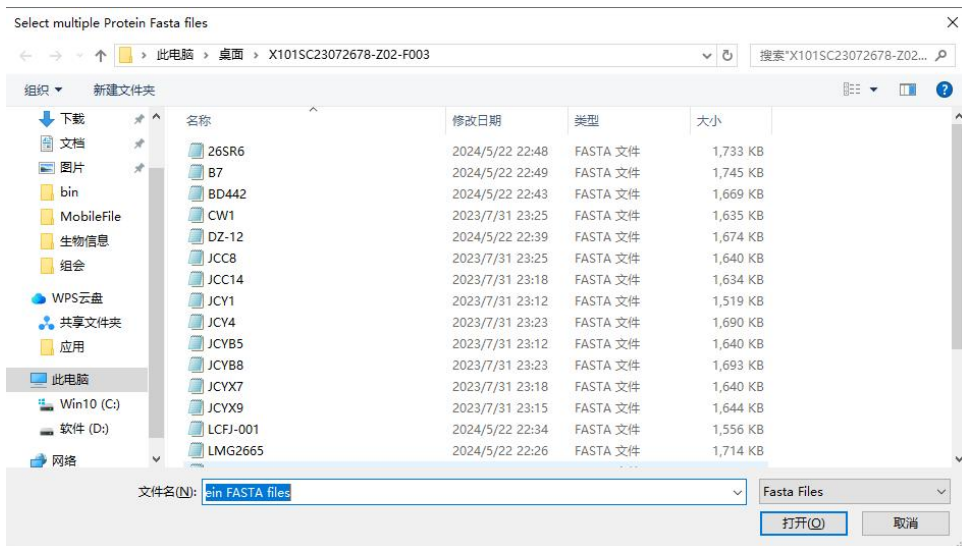 Select multiple Protein Fasta files
此电脑 › 桌面 › X101SC23072678-Z02-F003
搜索"X101SC23072678-Z02...
组织 新建文件夹
下载
文档
图片
bin
MobileFile
生物信息
组会
WPS云盘
共享文件夹
应用
此电脑
Win10 (C:)
软件 (D:)
网络
名称 修改日期 类型 大小
26SR6 2024/5/22 22:48 FASTA 文件 1,733 KB
B7 2024/5/22 22:49 FASTA 文件 1,745 KB
BD442 2024/5/22 22:43 FASTA 文件 1,669 KB
CW1 2023/7/31 23:25 FASTA 文件 1,635 KB
DZ-12 2024/5/22 22:39 FASTA 文件 1,674 KB
JCC8 2023/7/31 23:25 FASTA 文件 1,640 KB
JCC14 2023/7/31 23:18 FASTA 文件 1,634 KB
JCY1 2023/7/31 23:12 FASTA 文件 1,519 KB
JCY4 2023/7/31 23:23 FASTA 文件 1,690 KB
JCYB5 2023/7/31 23:12 FASTA 文件 1,640 KB
JCYB8 2023/7/31 23:23 FASTA 文件 1,693 KB
JCYX7 2023/7/31 23:18 FASTA 文件 1,640 KB
JCYX9 2023/7/31 23:15 FASTA 文件 1,644 KB
LCFJ-001 2024/5/22 22:34 FASTA 文件 1,556 KB
LMG2665 2024/5/22 22:26 FASTA 文件 1,714 KB
文件名(N): ein FASTA files
Fasta Files
打开(O) 取消